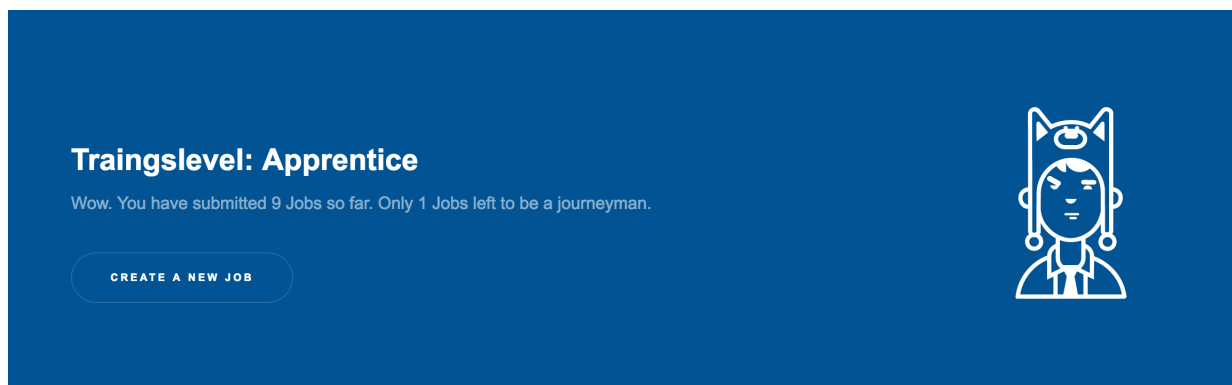 Traingslevel: Apprentice
Wow. You have submitted 9 Jobs so far. Only 1 Jobs left to be a journeyman.
CREATE A NEW JOB